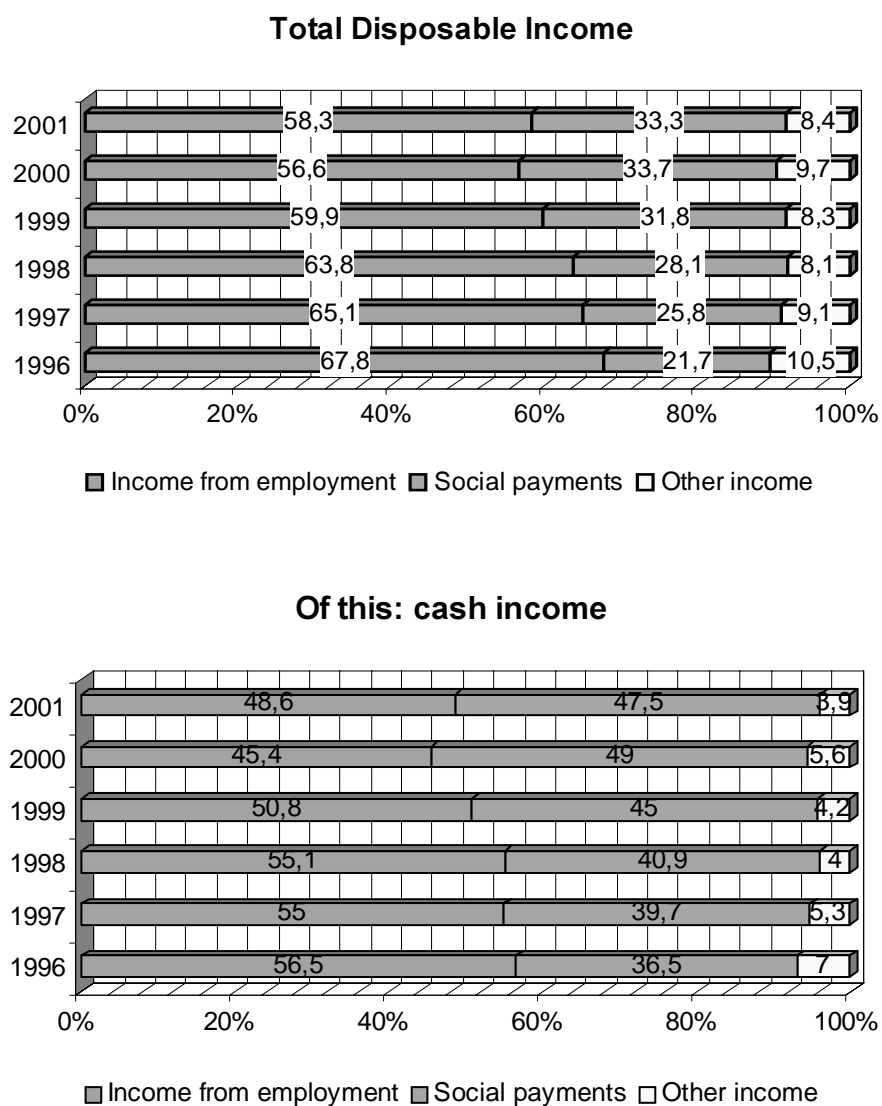 Total Disposable Income
2001 58,3 33,3 8,4
2000 56,6 33,7 9,7
1999 59,9 31,8 8,3
1998 63,8 28,1 8,1
1997 65,1 25,8 9,1
1996 67,8 21,7 10,5
0% 20% 40% 60% 80% 100%
Income from employment Social payments Other income
Of this: cash income
2001 48,6 47,5 3,9
2000 45,4 49 5,6
1999 50,8 45 4,2
1998 55,1 40,9 4
1997 55 39,7 5,3
1996 56,5 36,5 7
0% 20% 40% 60% 80% 100%
Income from employment Social payments Other income